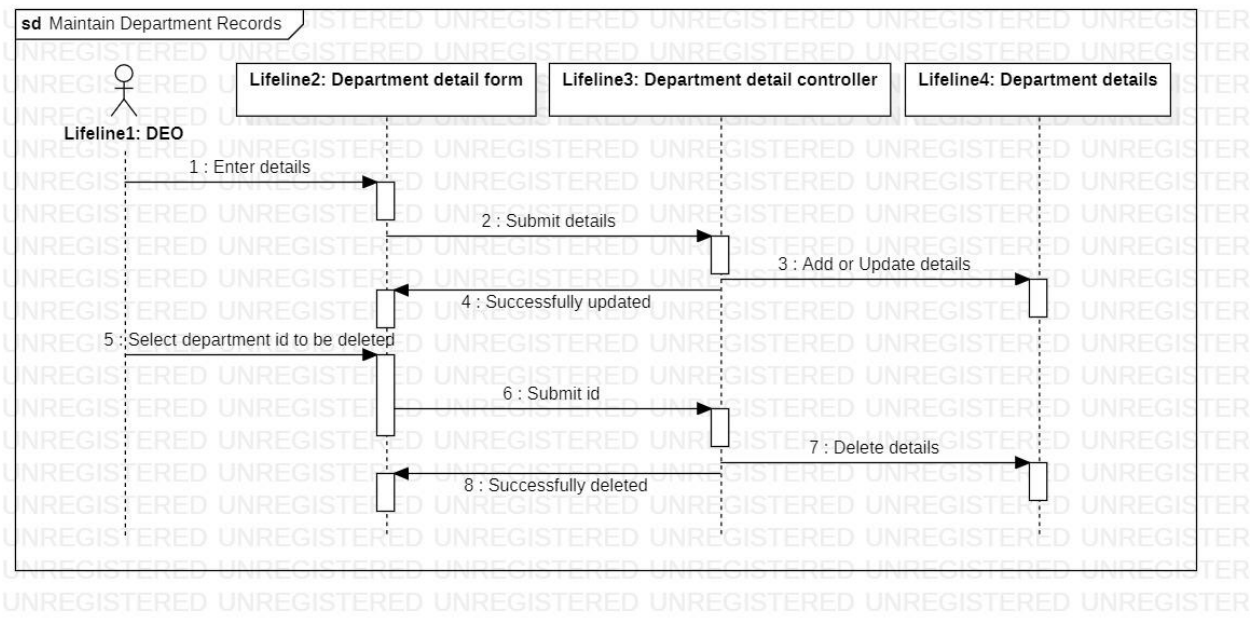 sd Maintain Department Records
Lifeline2: Department detail form
Lifeline3: Department detail controller
Lifeline4: Department details
Lifeline1: DEO
1 : Enter details
2 : Submit details
3 : Add or Update details
4 : Successfully updated
5 : Select department id to be deleted
6 : Submit id
7 : Delete details
8 : Successfully deleted
UNREGISTERED UNREGISTERED UNREGISTERED UNREGISTERED UNREGISTERED UNREGISTER